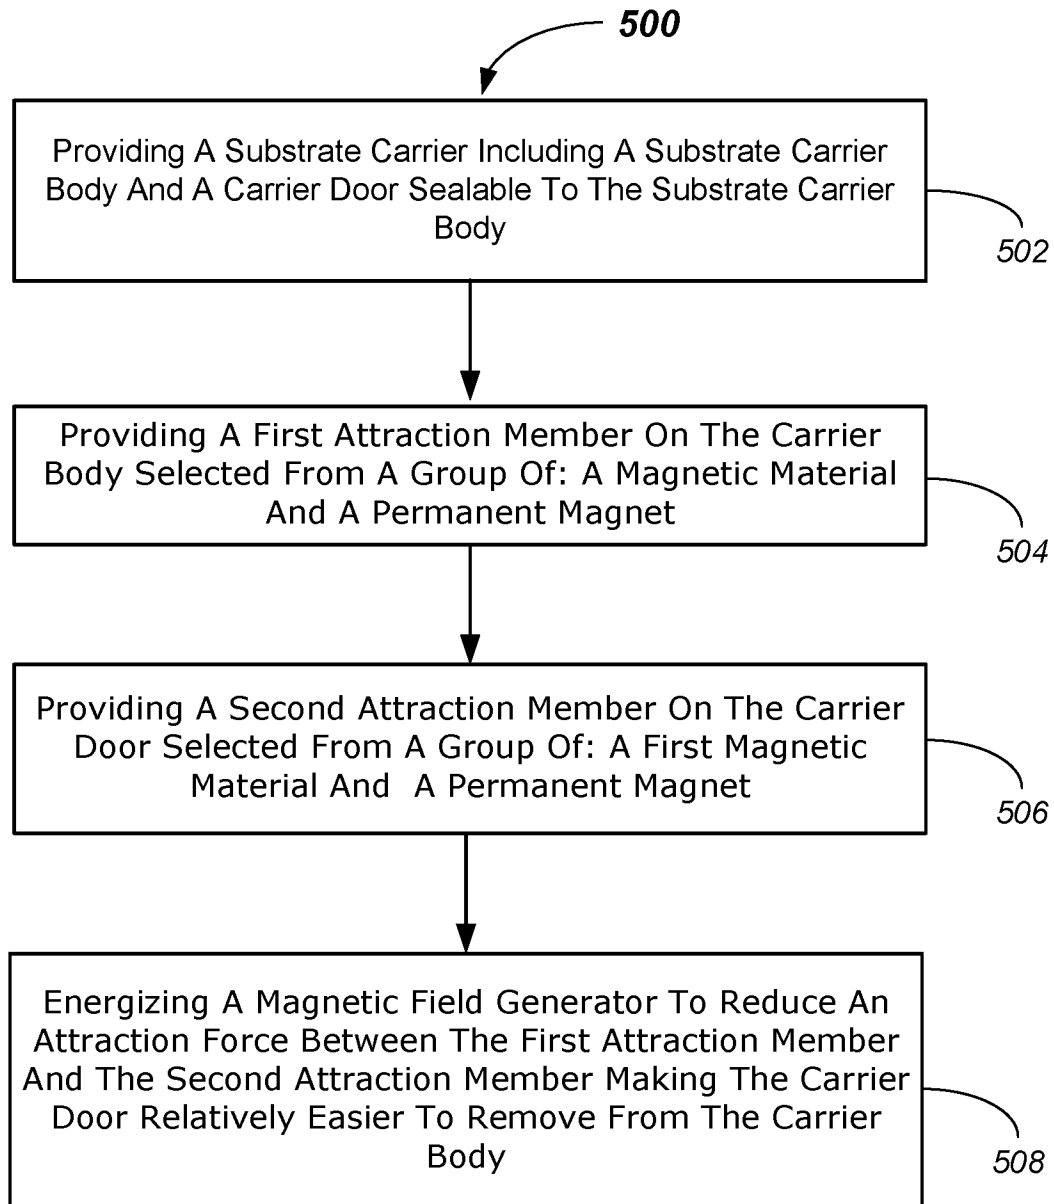 500
Providing A Substrate Carrier Including A Substrate Carrier
Body And A Carrier Door Sealable To The Substrate Carrier
Body
502
Providing A First Attraction Member On The Carrier
Body Selected From A Group Of: A Magnetic Material
And A Permanent Magnet
504
Providing A Second Attraction Member On The Carrier
Door Selected From A Group Of: A First Magnetic
Material And A Permanent Magnet
506
Energizing A Magnetic Field Generator To Reduce An
Attraction Force Between The First Attraction Member
And The Second Attraction Member Making The Carrier
Door Relatively Easier To Remove From The Carrier
Body
508